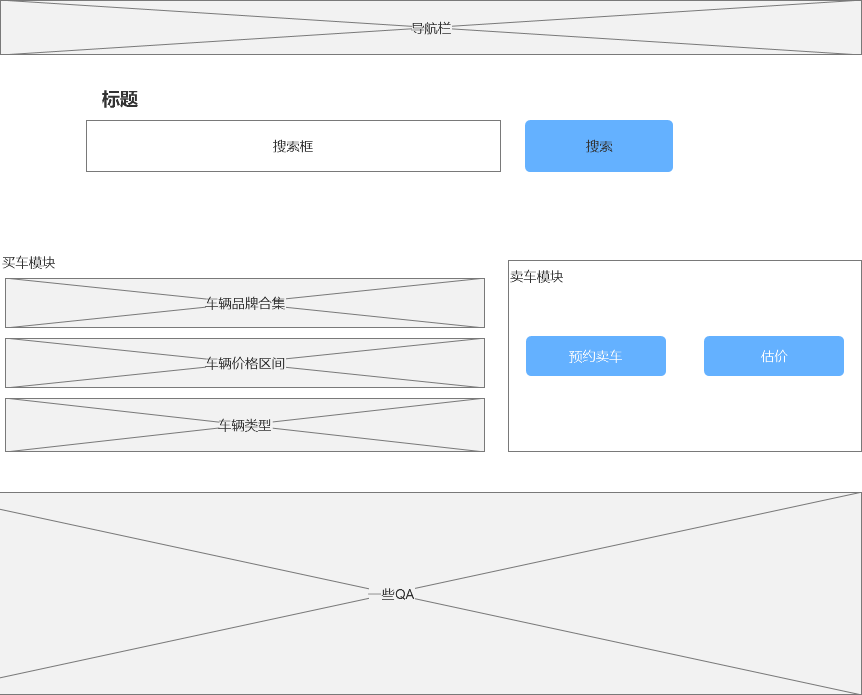 导航栏
标题
搜索框
搜索
买车模块
车辆品牌合集
车辆价格区间
车辆类型
卖车模块
预约卖车
估价
一些QA